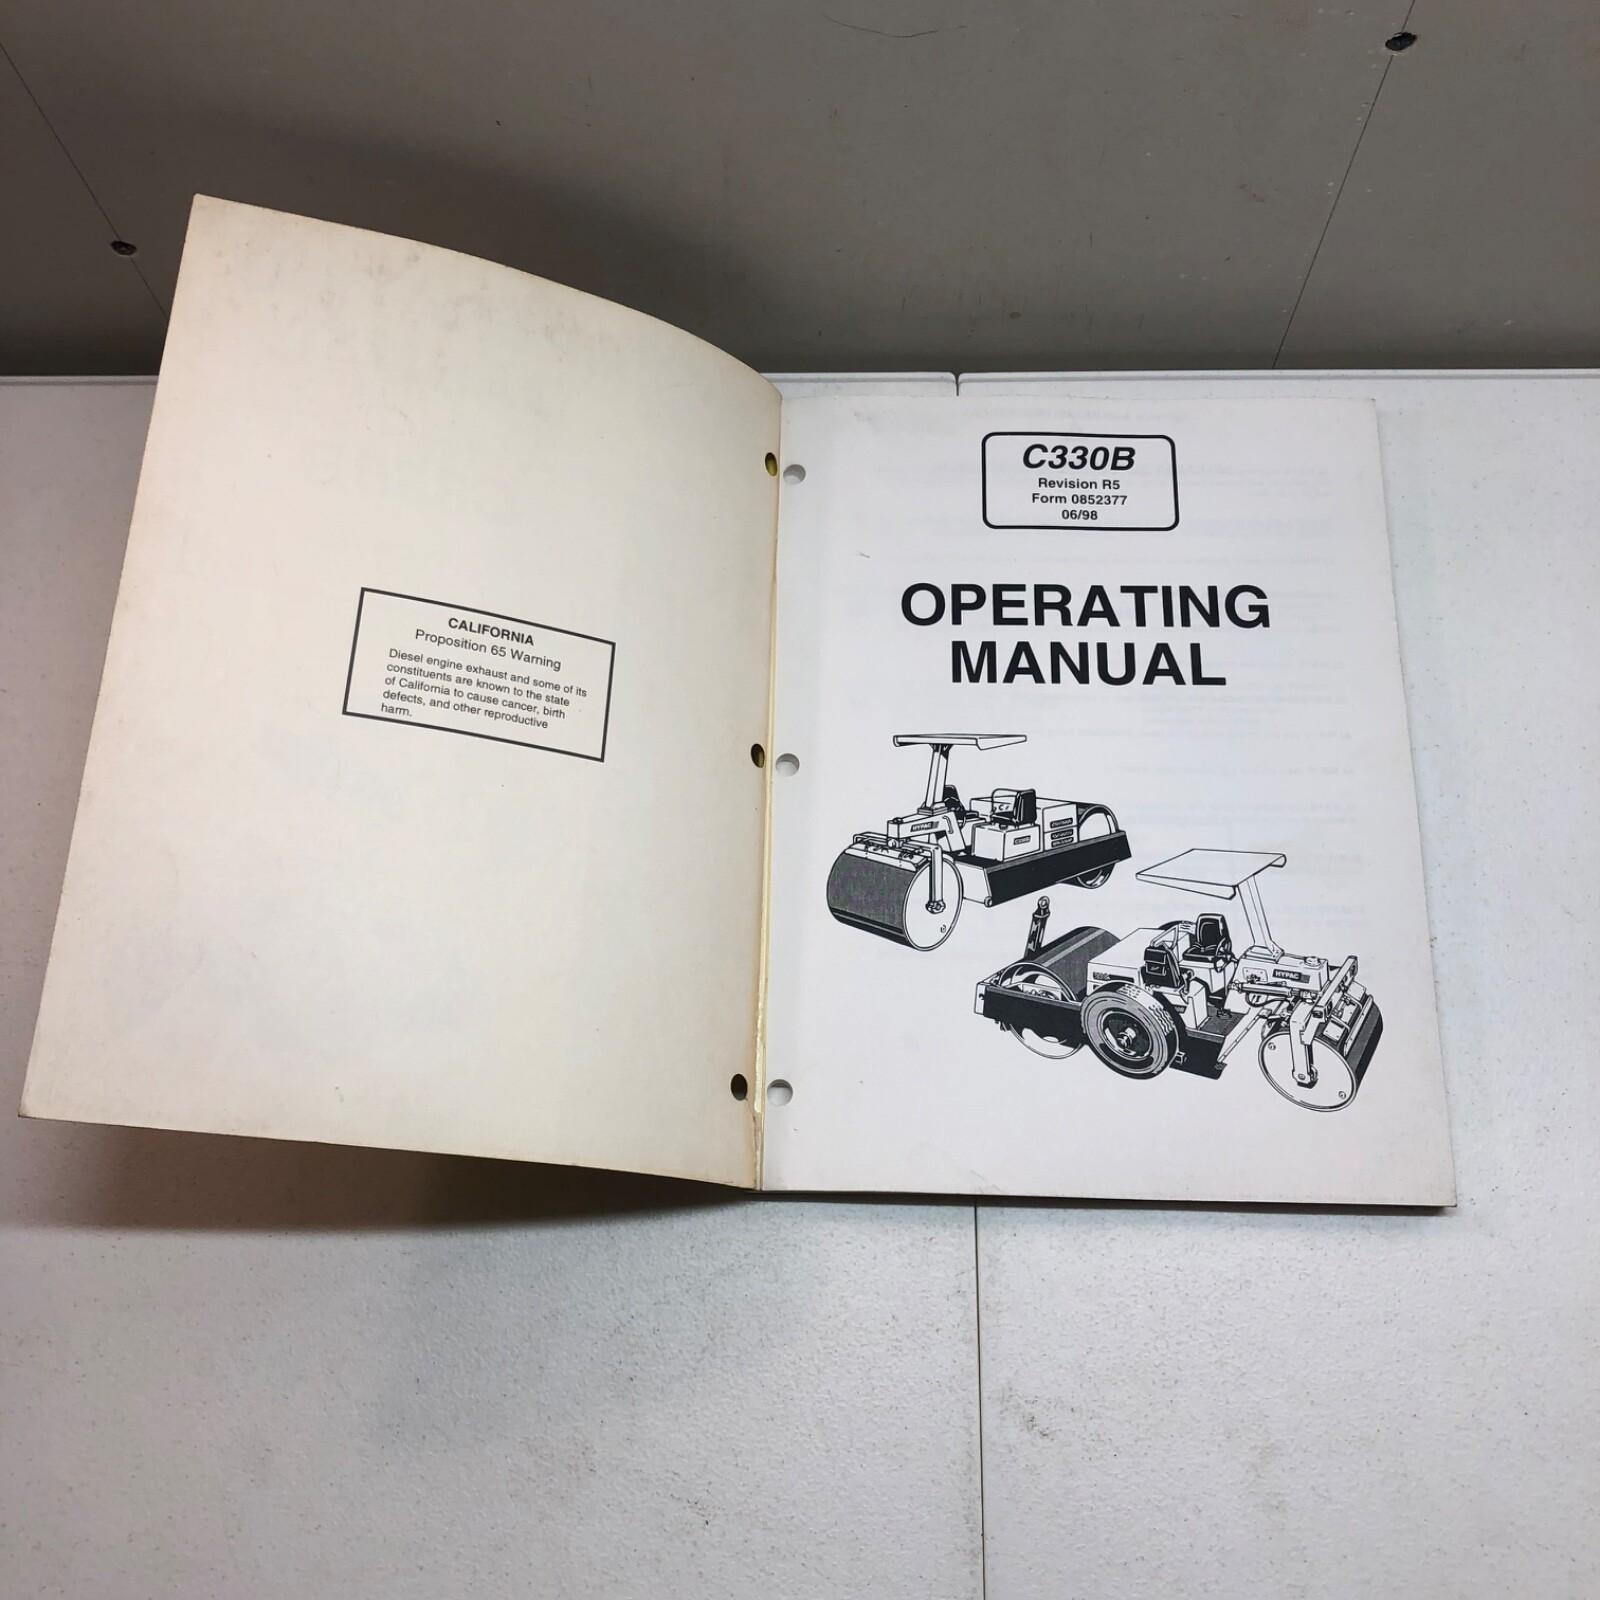 CALIFORNIA
Proposition 65 Warning
Diesel engine exhaust and some of its
constituents are known to the state
of California to cause cancer, birth
defects, and other reproductive
harm.
C330B
Revision R5
Form 0852377
06/98
OPERATING
MANUAL
HYPAC
HYPAC